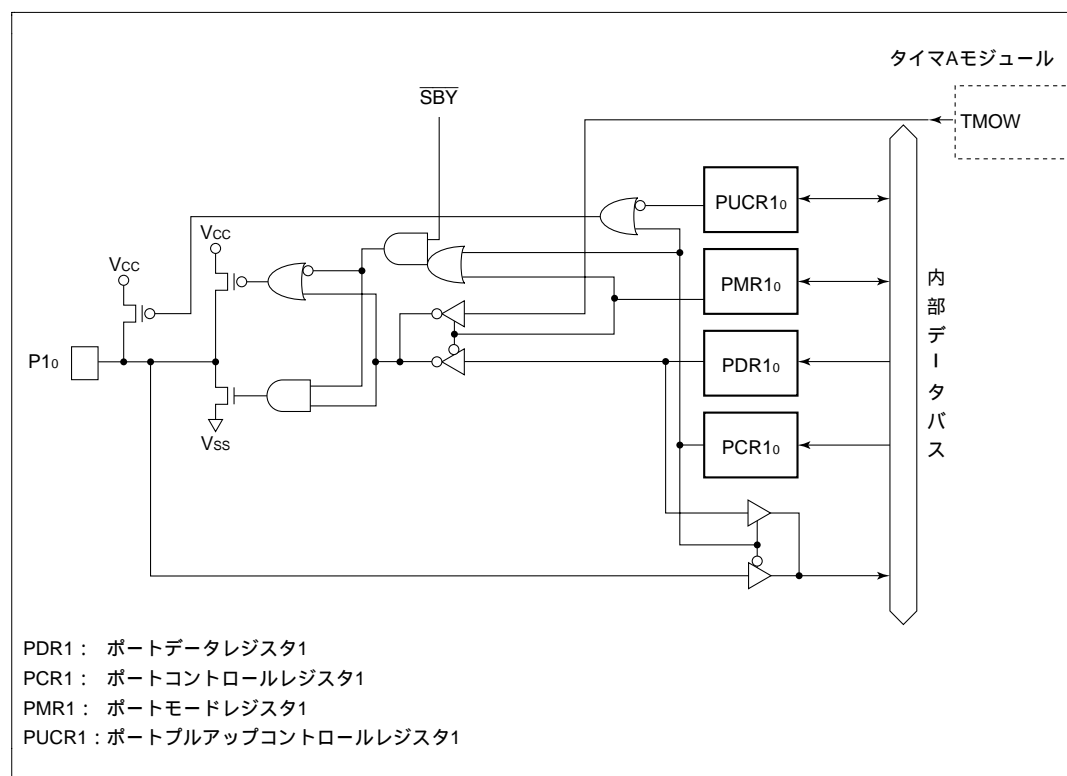 タイマAモジュール
SBY
TMOW
PUCR10
VCC
VCC
PMR10
内部データバス
P10
PDR10
VSS
PCR10
PDR1： ポートデータレジスタ1
PCR1： ポートコントロールレジスタ1
PMR1： ポートモードレジスタ1
PUCR1：ポートプルアップコントロールレジスタ1